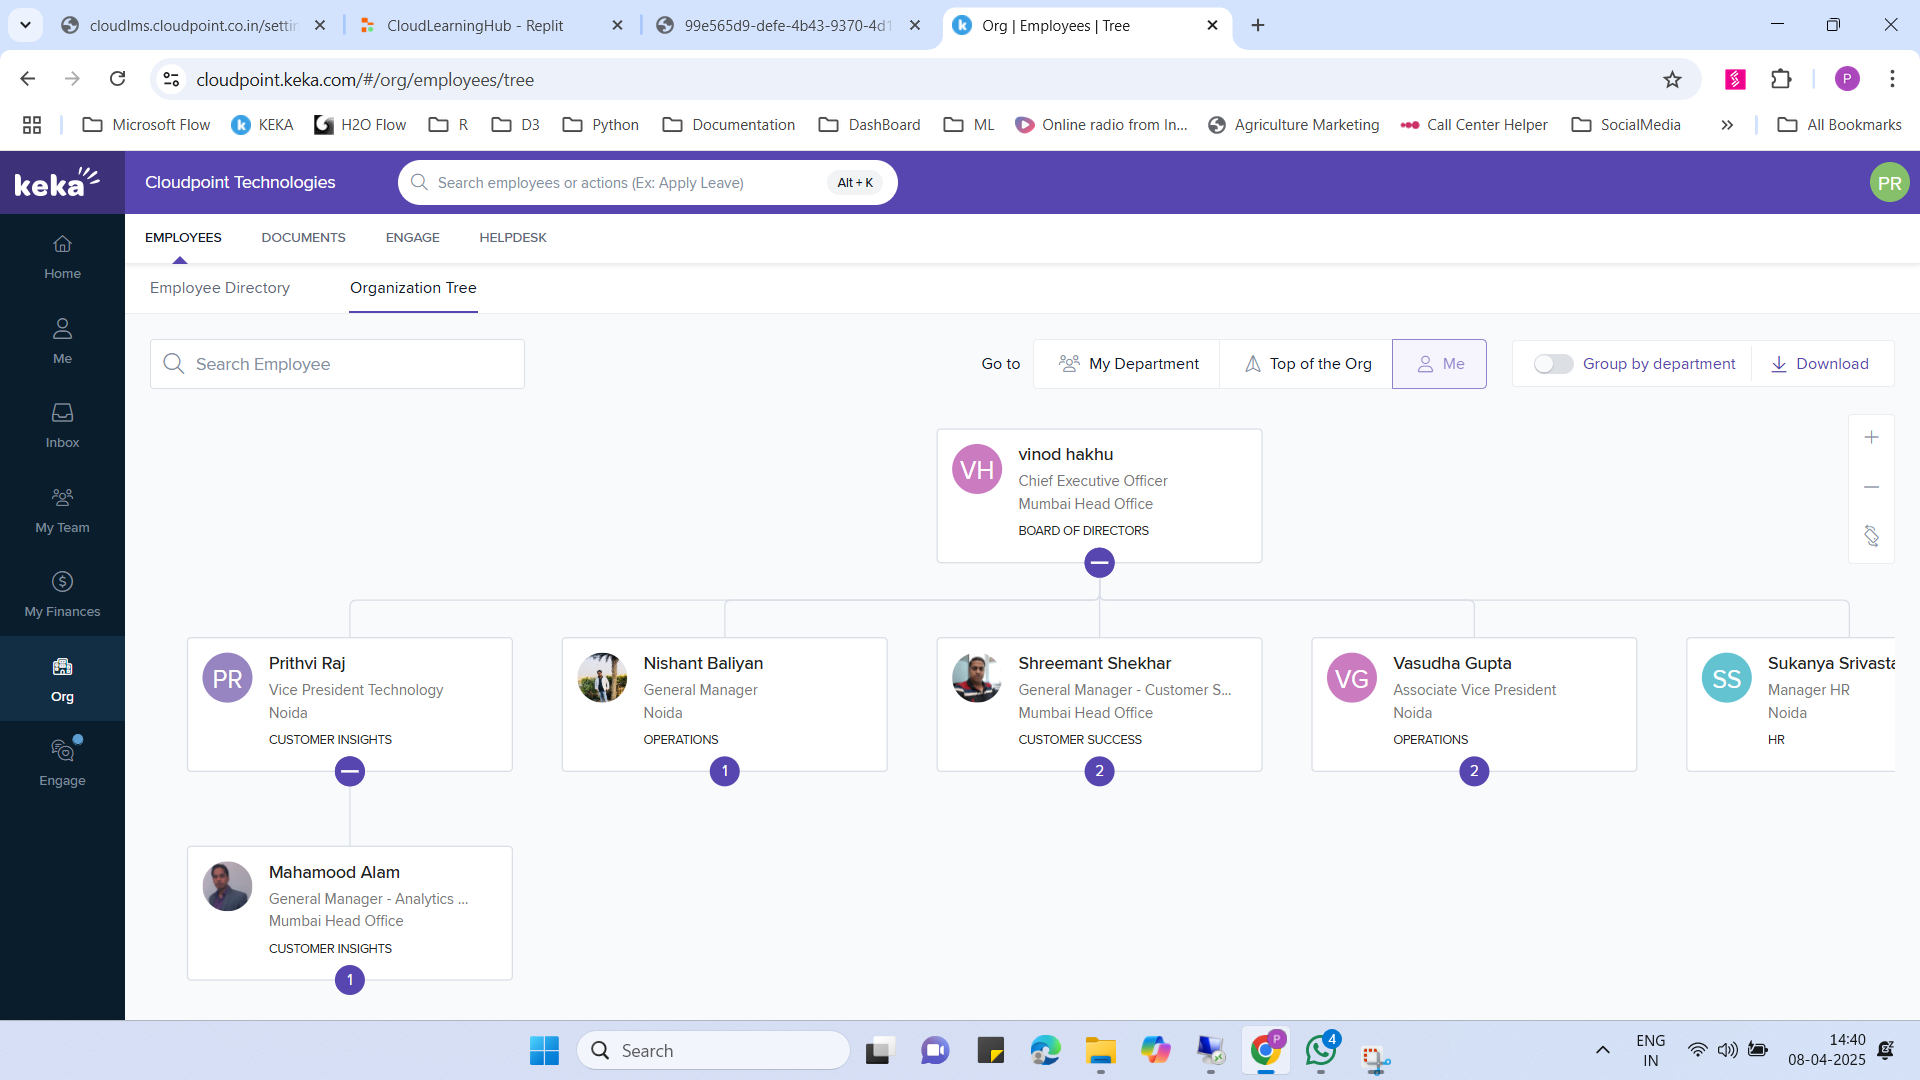 cloudlms.cloudpoint.co.in/settin
CloudLearningHub - Replit
99e565d9-defe-4b43-9370-4d1
Org | Employees | Tree
cloudpoint.keka.com/#/org/employees/tree
P
Microsoft Flow
KEKA
H2O Flow
R
D3
Python
Documentation
DashBoard
ML
Online radio from In...
Agriculture Marketing
Call Center Helper
SocialMedia
All Bookmarks
keka
Cloudpoint Technologies
Search employees or actions (Ex: Apply Leave)
Alt + K
PR
Home
Me
Inbox
My Team
My Finances
Org
Engage
EMPLOYEES
DOCUMENTS
ENGAGE
HELPDESK
Employee Directory
Organization Tree
Search Employee
Go to
My Department
Top of the Org
Me
Group by department
Download
VH
vinod hakhu
Chief Executive Officer
Mumbai Head Office
BOARD OF DIRECTORS
PR
Prithvi Raj
Vice President Technology
Noida
CUSTOMER INSIGHTS
Nishant Baliyan
General Manager
Noida
OPERATIONS
1
Shreemant Shekhar
General Manager - Customer S...
Mumbai Head Office
CUSTOMER SUCCESS
2
VG
Vasudha Gupta
Associate Vice President
Noida
OPERATIONS
2
SS
Sukanya Srivasta
Manager HR
Noida
HR
Mahamood Alam
General Manager - Analytics ...
Mumbai Head Office
CUSTOMER INSIGHTS
1
Search
P
4
ENG
IN
14:40
08-04-2025